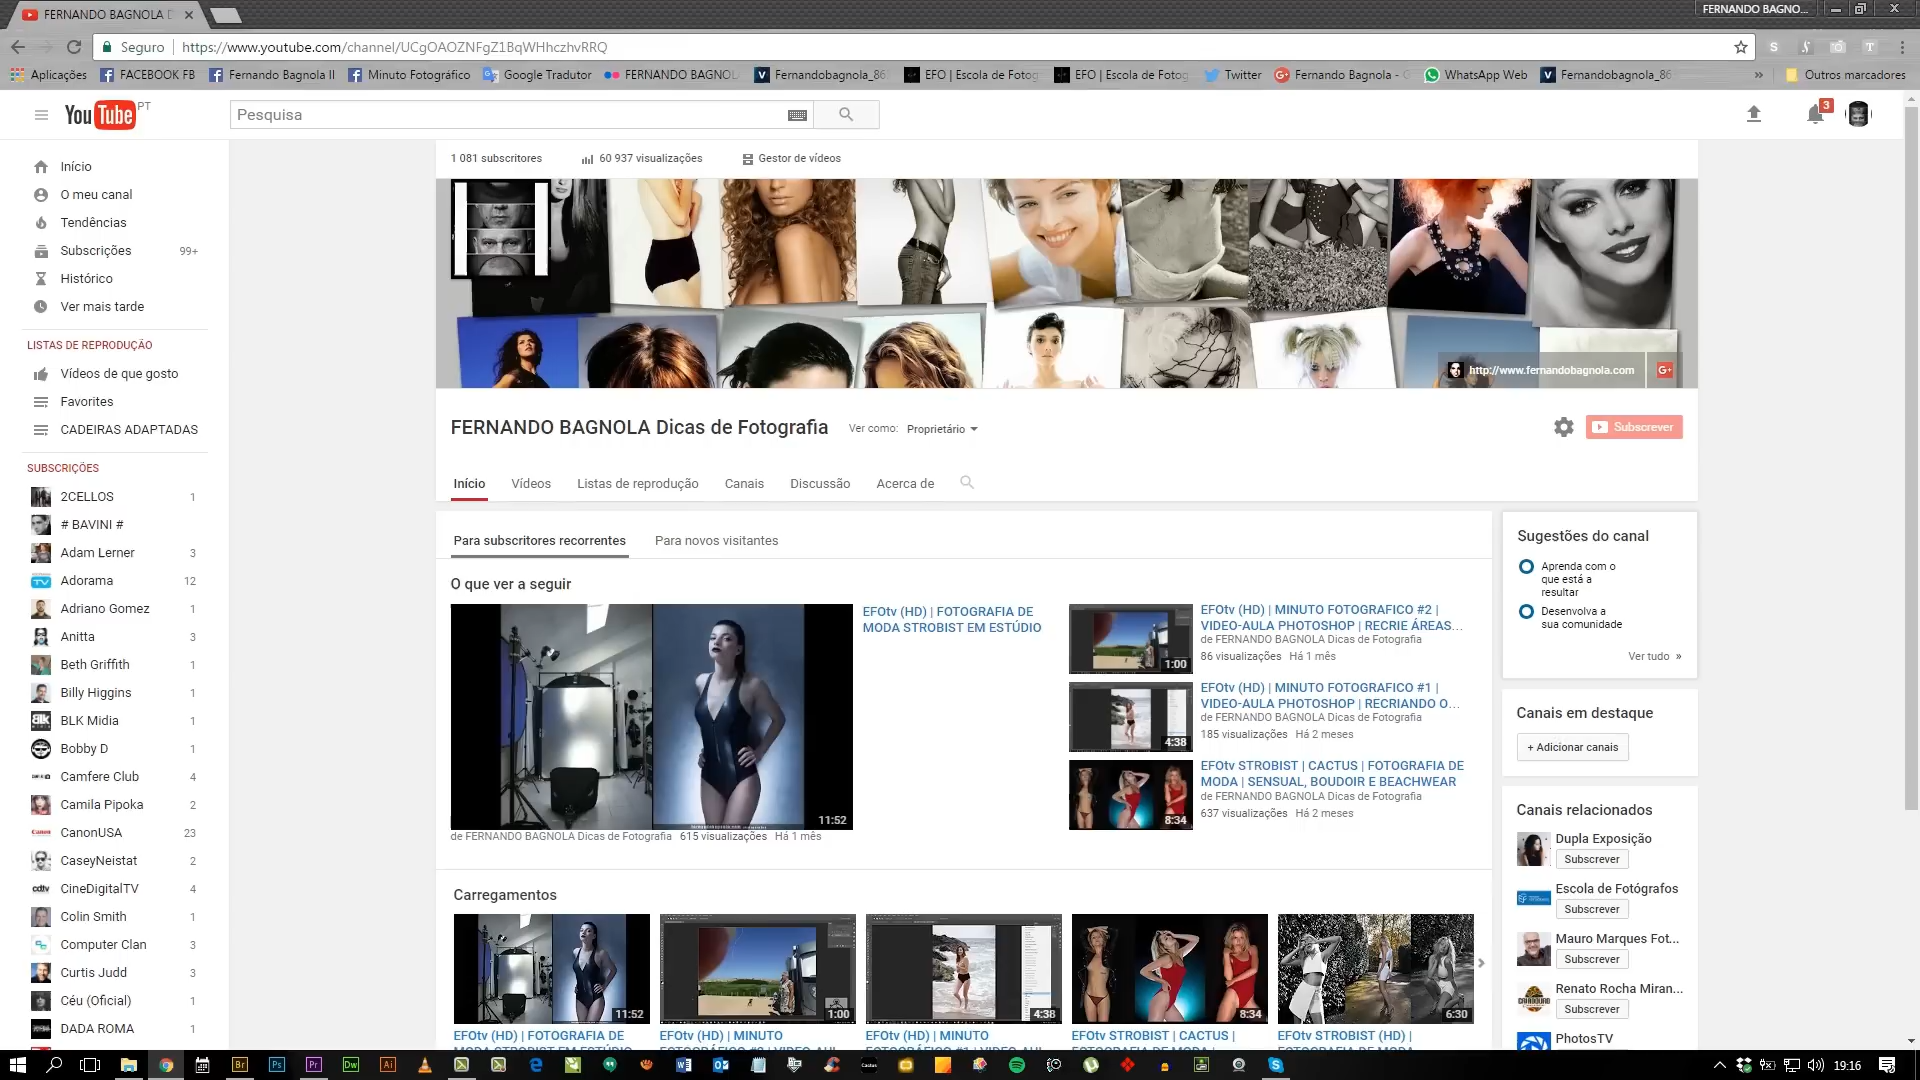 FERNANDO BAGNOLA D
FERNANDO BAGNO...
Seguro
https://www.youtube.com/channel/UCgOAOZNFgZ1BqWHhczhvRRQ
Aplicações
FACEBOOK FB
Fernando Bagnola II
Minuto Fotográfico
Google Tradutor
FERNANDO BAGNOL
Fernandobagnola_86
EFO | Escola de Fotog
EFO | Escola de Fotog
Twitter
Fernando Bagnola - G
WhatsApp Web
Fernandobagnola_86
»
Outros marcadores
YouTube PT
Pesquisa
3
Início
O meu canal
Tendências
Subscrições 99+
Histórico
Ver mais tarde
LISTAS DE REPRODUÇÃO
Vídeos de que gosto
Favorites
CADEIRAS ADAPTADAS
SUBSCRIÇÕES
2CELLOS 1
# BAVINI #
Adam Lerner 3
Adorama 12
Adriano Gomez 1
Anitta 3
Beth Griffith 1
Billy Higgins 1
BLK Midia 1
Bobby D 1
Camfere Club 4
Camila Pipoka 2
CanonUSA 23
CaseyNeistat 2
CineDigitalTV 4
Colin Smith 1
Computer Clan 3
Curtis Judd 3
Céu (Oficial) 1
DADA ROMA 1
1 081 subscritores
60 937 visualizações
Gestor de vídeos
http://www.fernandobagnola.com
G+
FERNANDO BAGNOLA Dicas de Fotografia
Ver como: Proprietário
Subscrever
Início
Vídeos
Listas de reprodução
Canais
Discussão
Acerca de
Para subscritores recorrentes
Para novos visitantes
O que ver a seguir
11:52
de FERNANDO BAGNOLA Dicas de Fotografia 615 visualizações Há 1 mês
EFOtv (HD) | FOTOGRAFIA DE
MODA STROBIST EM ESTÚDIO
1:00
EFOtv (HD) | MINUTO FOTOGRAFICO #2 |
VIDEO-AULA PHOTOSHOP | RECRIE ÁREAS...
de FERNANDO BAGNOLA Dicas de Fotografia
86 visualizações Há 1 mês
4:38
EFOtv (HD) | MINUTO FOTOGRAFICO #1 |
VIDEO-AULA PHOTOSHOP | RECRIANDO O...
de FERNANDO BAGNOLA Dicas de Fotografia
185 visualizações Há 2 meses
8:34
EFOtv STROBIST | CACTUS | FOTOGRAFIA DE
MODA | SENSUAL, BOUDOIR E BEACHWEAR
de FERNANDO BAGNOLA Dicas de Fotografia
637 visualizações Há 2 meses
Carregamentos
11:52
1:00
4:38
8:34
6:30
EFOtv (HD) | FOTOGRAFIA DE
MODA STROBIST EM ESTÚDIO
EFOtv (HD) | MINUTO
EFOtv (HD) | MINUTO
EFOtv STROBIST | CACTUS |
EFOtv STROBIST (HD) |
Sugestões do canal
Aprenda com o
que está a
resultar
Desenvolva a
sua comunidade
Ver tudo »
Canais em destaque
+ Adicionar canais
Canais relacionados
Dupla Exposição
Subscrever
Escola de Fotógrafos
Subscrever
Mauro Marques Fot...
Subscrever
Renato Rocha Miran...
Subscrever
PhotosTV
Br
Ps
Pr
Dw
Ai
19:16